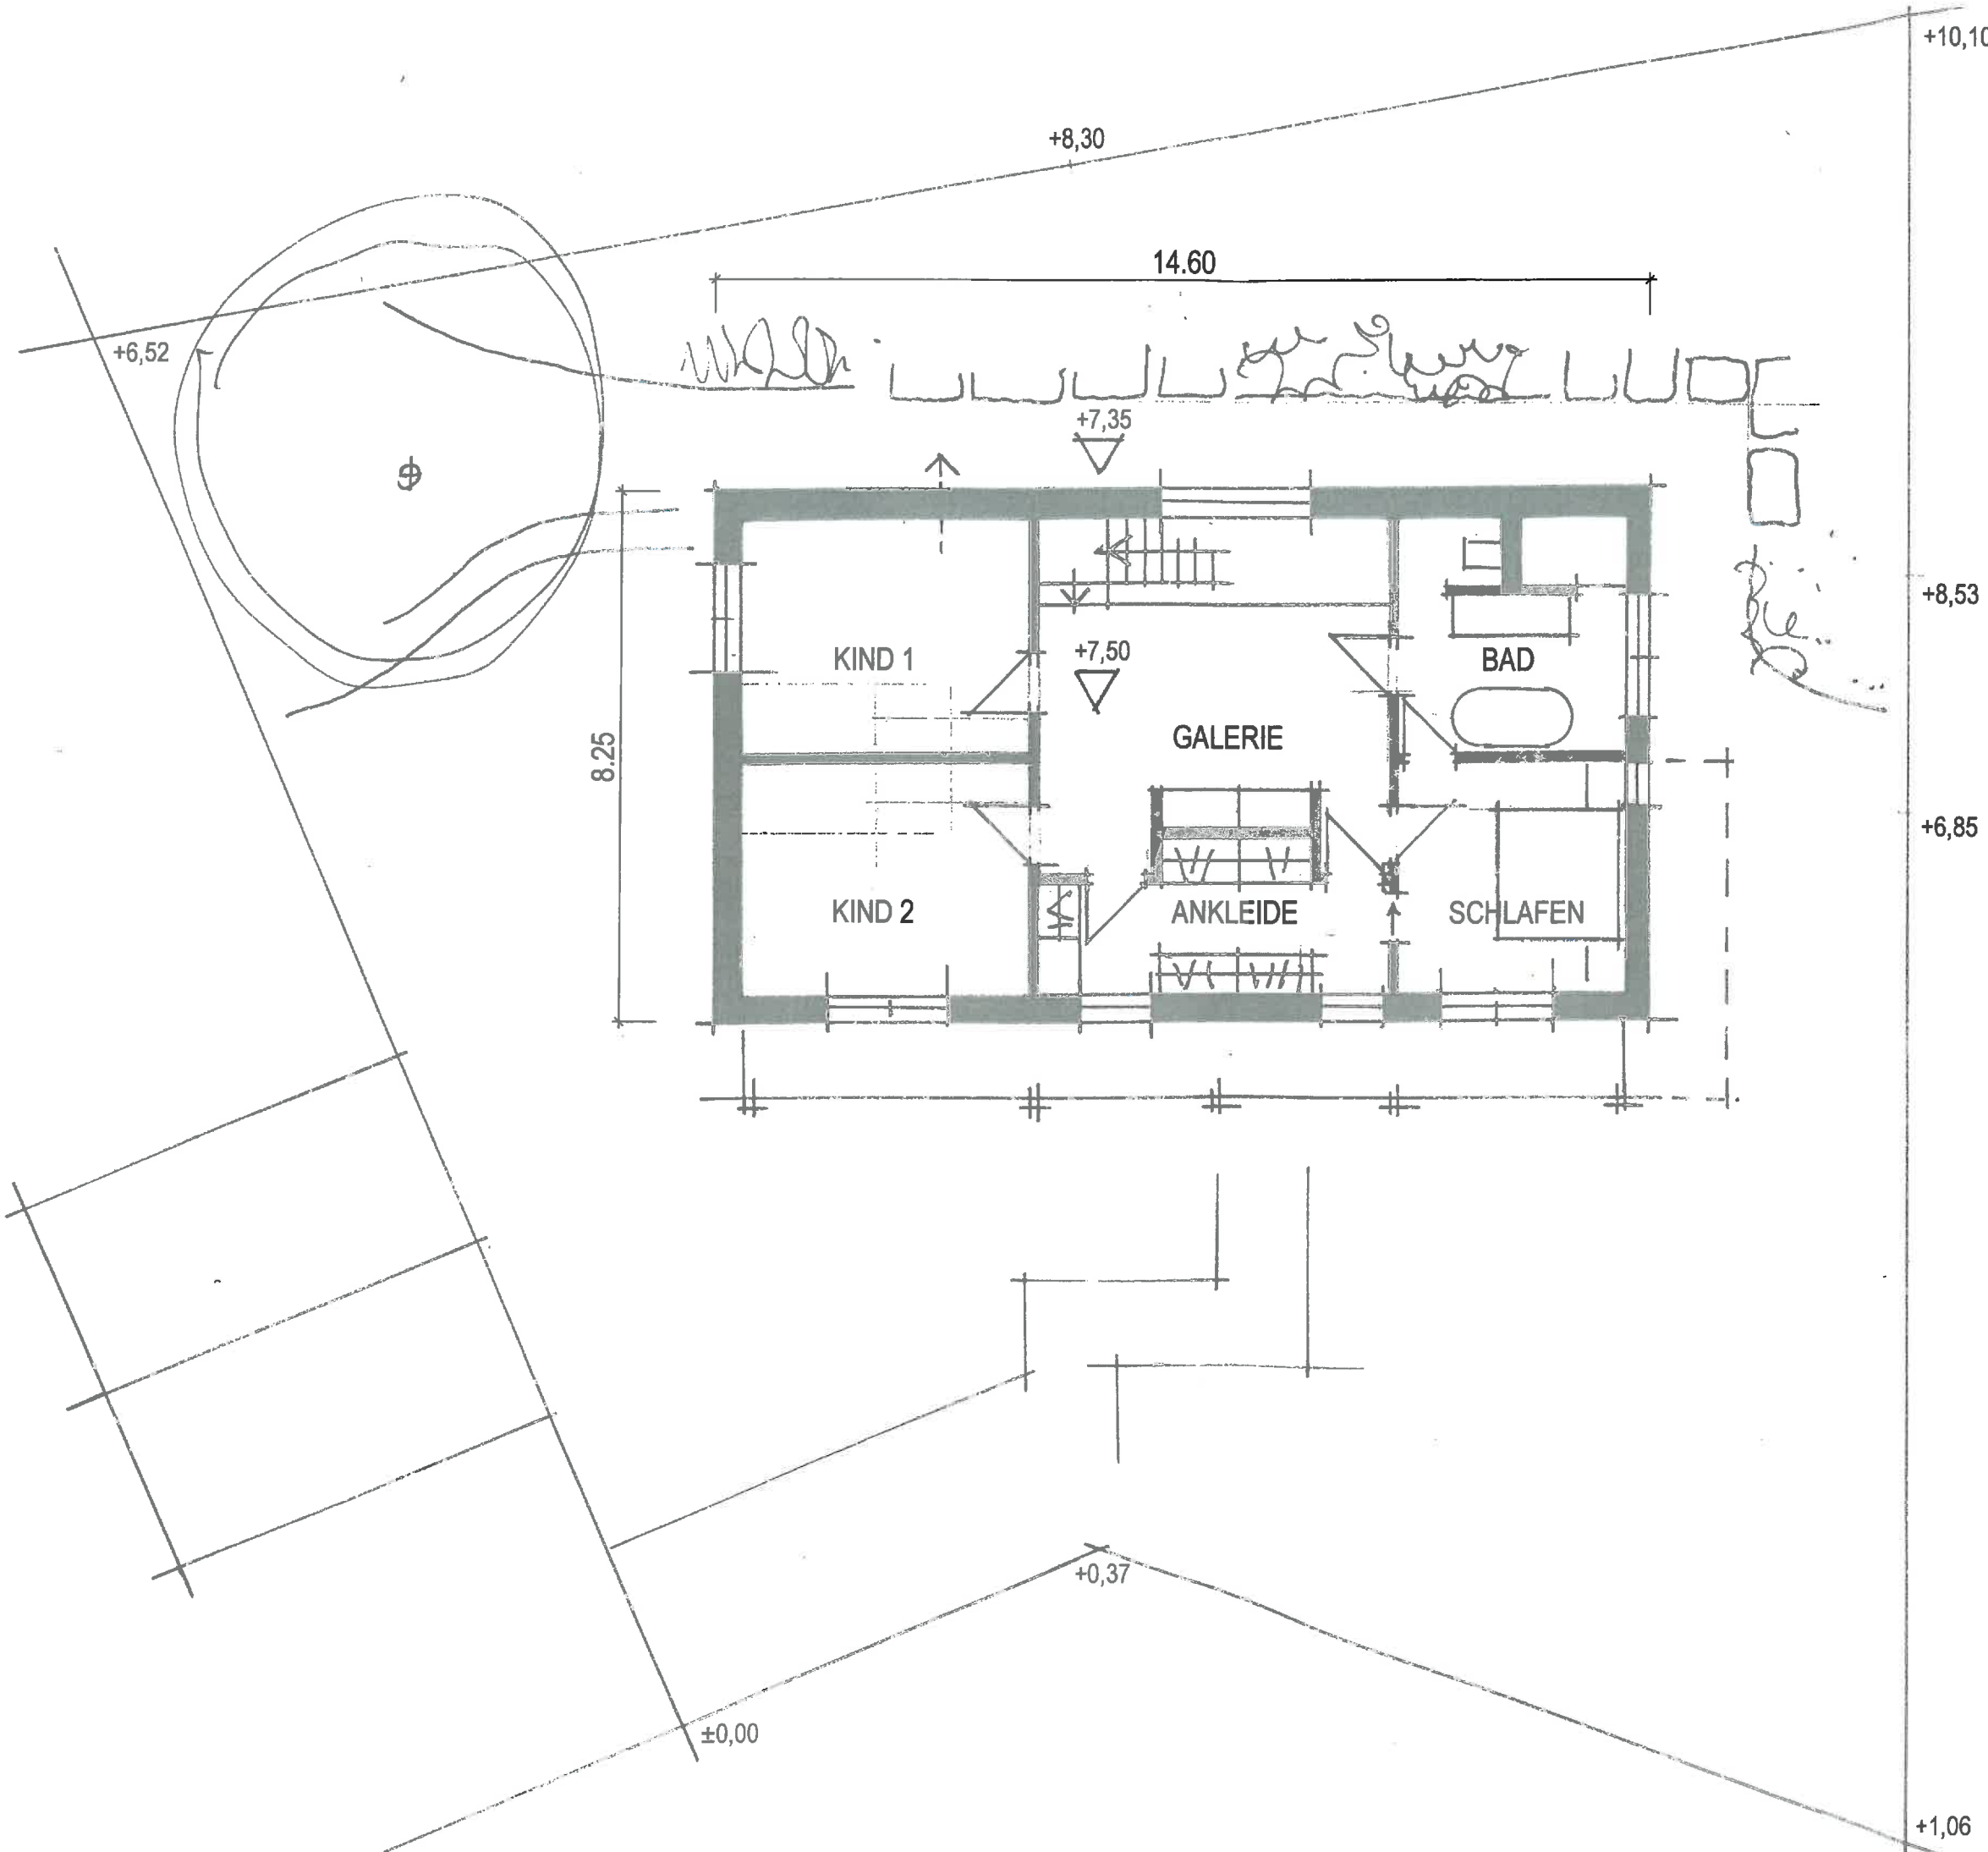 +10,10
+8,30
14.60
+6,52
+7,35
+8,53
KIND 1
+7,50
BAD
GALERIE
8.25
+6,85
KIND 2
ANKLEIDE
SCHLAFEN
+0,37
±0,00
+1,06